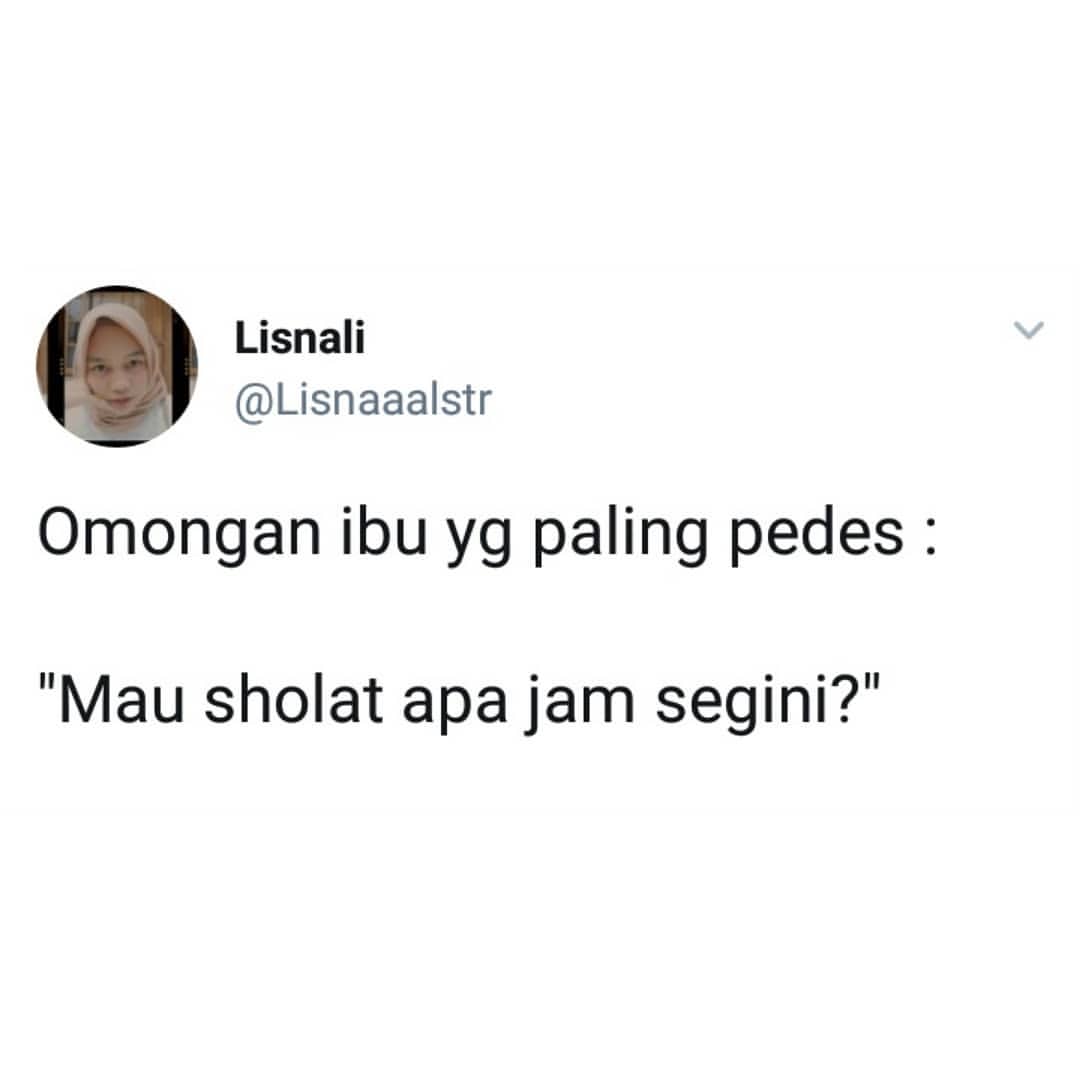 Lisnali
@Lisnaaalstr
Omongan ibu yg paling pedes :
"Mau sholat apa jam segini?"